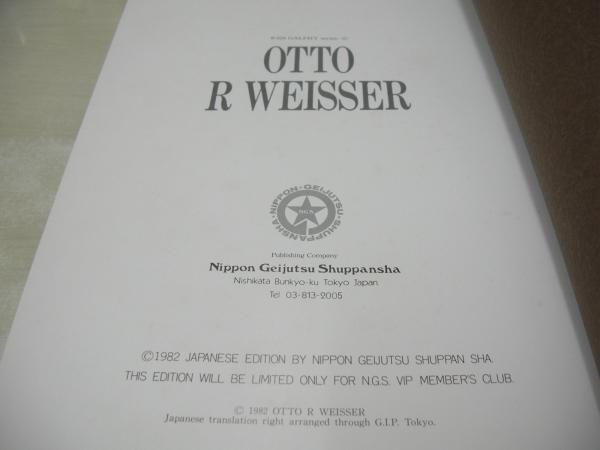 OTTO
R WEISSER
NIPPON·GEIJUTSU·SHUPPANSHA
NGS
Publishing Company
Nippon Geijutsu Shuppansha
Nishikata Bunkyo-ku Tokyo Japan
Tel 03-813-2005
©1982 JAPANESE EDITION BY NIPPON GEIJUTSU SHUPPAN SHA.
THIS EDITION WILL BE LIMITED ONLY FOR N.G.S. VIP MEMBER'S CLUB.
© 1982 OTTO R WEISSER
Japanese translation right arranged through G.I.P. Tokyo.